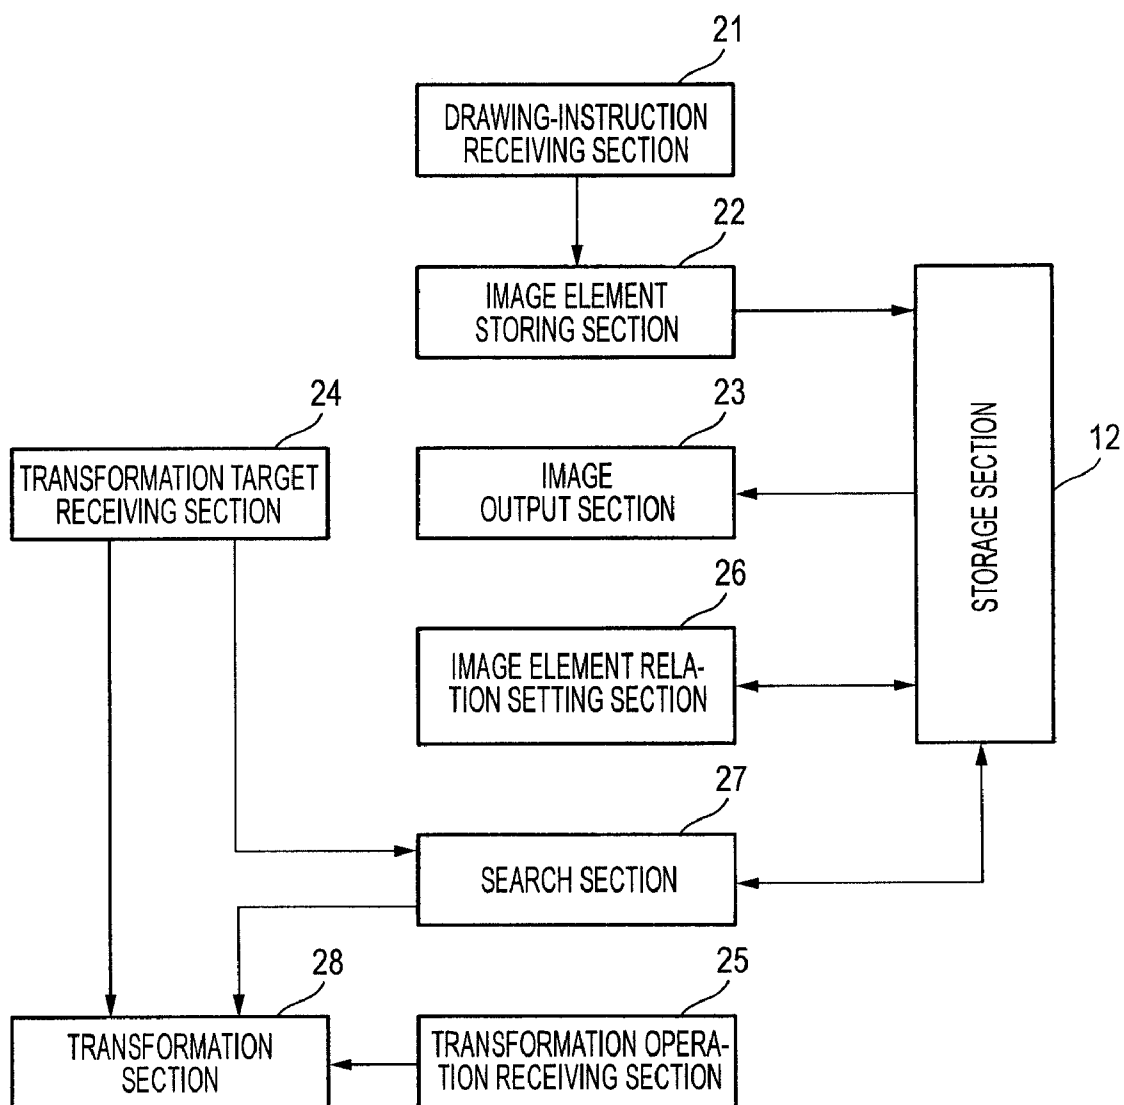 21
DRAWING-INSTRUCTION
RECEIVING SECTION
22
IMAGE ELEMENT
STORING SECTION
23
IMAGE
OUTPUT SECTION
24
TRANSFORMATION TARGET
RECEIVING SECTION
12
STORAGE SECTION
26
IMAGE ELEMENT RELA-
TION SETTING SECTION
27
SEARCH SECTION
28
TRANSFORMATION
SECTION
25
TRANSFORMATION OPERA-
TION RECEIVING SECTION